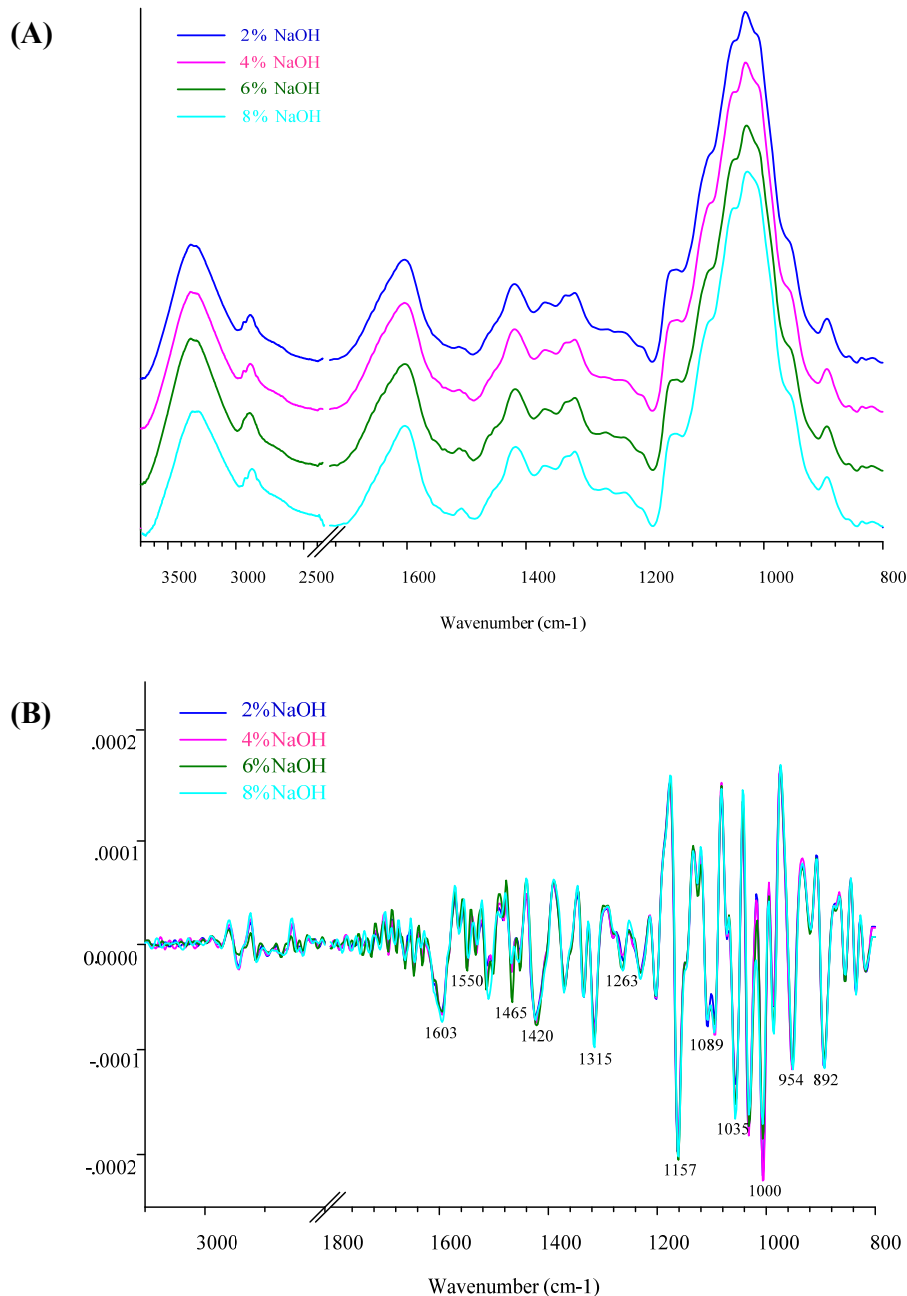 (A)
2% NaOH
4% NaOH
6% NaOH
8% NaOH
3500 3000 2500 1600 1400 1200 1000 800
Wavenumber (cm-1)
(B)
2%NaOH
4%NaOH
6%NaOH
8%NaOH
.0002
.0001
0.0000
-.0001
-.0002
1603
1550
1465
1420
1315
1263
1157
1089
1035
1000
954
892
3000 1800 1600 1400 1200 1000 800
Wavenumber (cm-1)